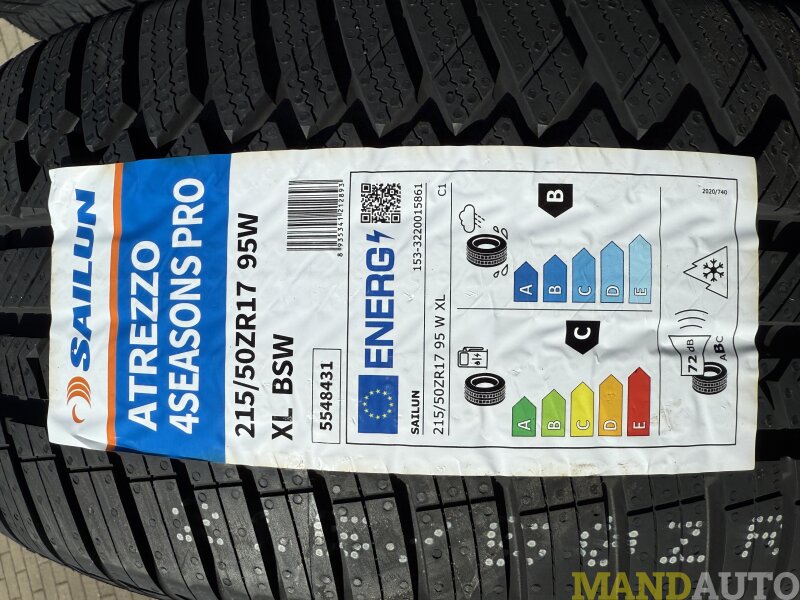 SAILUN
ATREZZO
4SEASONS PRO
215/50ZR17 95W
XL BSW
5548431
8935341212893
ENERG
SAILUN
153-3220015861
215/50ZR17 95 W XL
C1
B
A
B
C
D
E
C
A
B
C
D
E
2020/740
72 dB
ABC
MANDAUTO